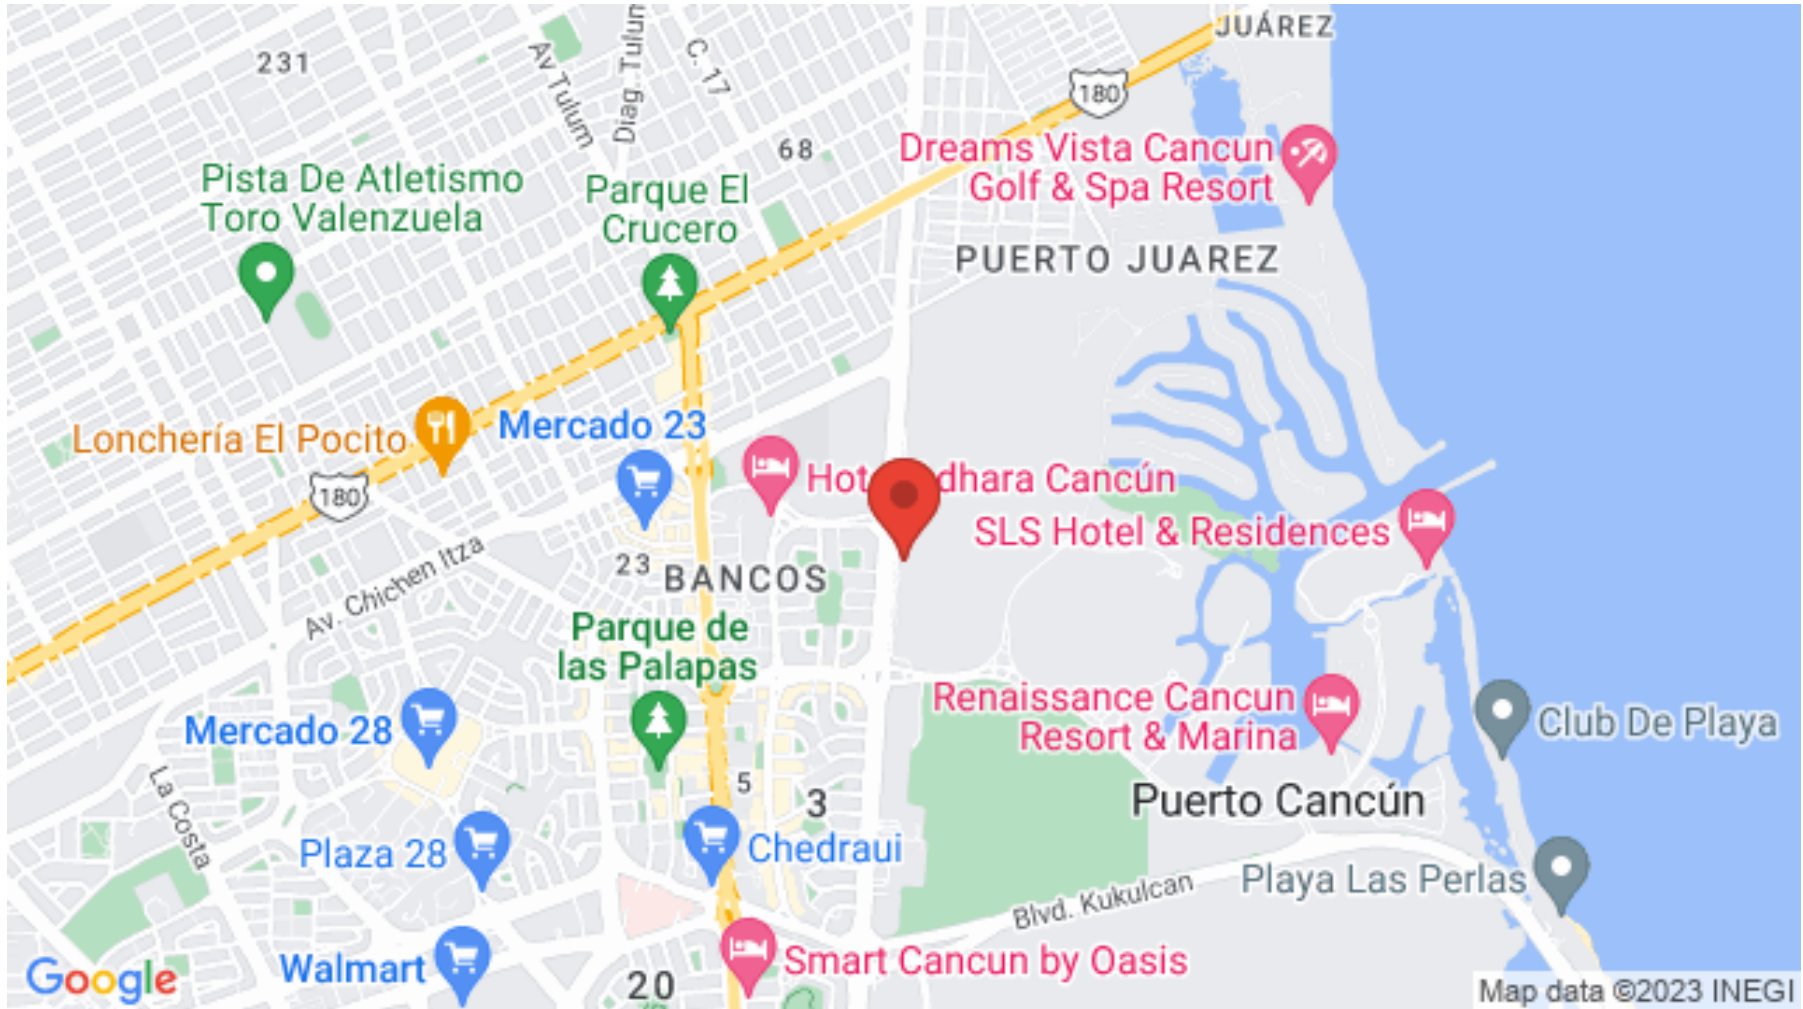 JUÁREZ
231
Av Tulum
Diag. Tulum
C. 17
180
68
Dreams Vista Cancun
Golf & Spa Resort
Pista De Atletismo
Toro Valenzuela
Parque El
Crucero
PUERTO JUAREZ
Lonchería El Pocito
Mercado 23
180
Cancún
SLS Hotel & Residences
Av. Chichen Itza
23
BANCOS
Parque de
las Palapas
Renaissance Cancun
Resort & Marina
Mercado 28
Club De Playa
La Costa
5
3
Puerto Cancún
Plaza 28
Chedraui
Playa Las Perlas
Blvd. Kukulcan
Walmart
Smart Cancun by Oasis
20
Google
Map data ©2023 INEGI